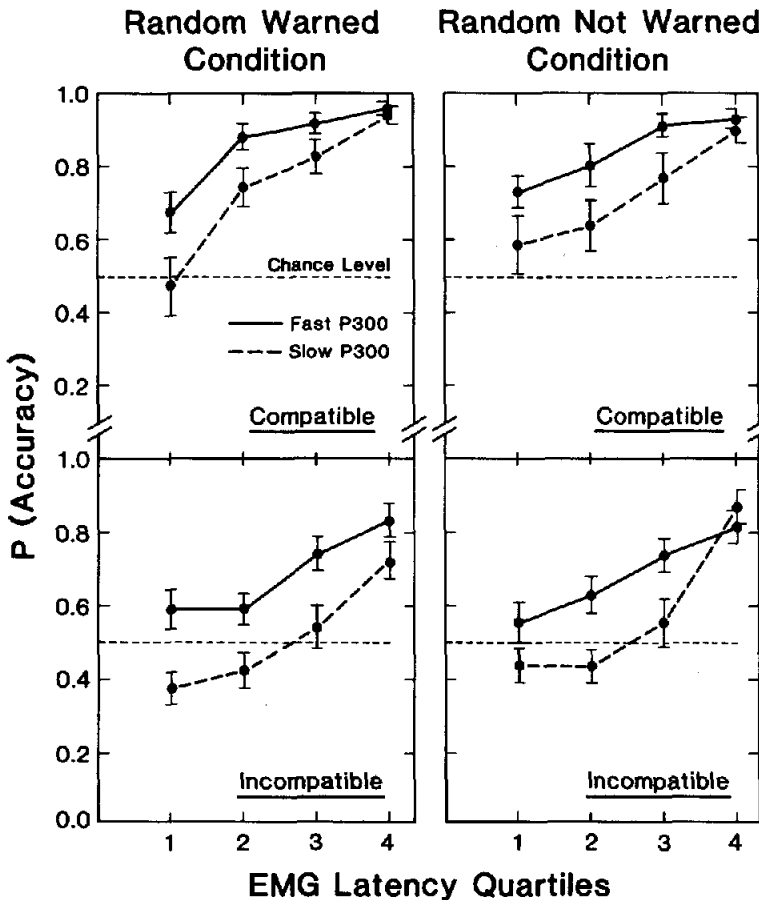 Random Warned Condition
Random Not Warned Condition
1.0
0.8
0.6
0.4
0.2
Chance Level
Fast P300
Slow P300
Compatible
Compatible
P (Accuracy)
1.0
0.8
0.6
0.4
0.2
0.0
Incompatible
Incompatible
1 2 3 4
1 2 3 4
EMG Latency Quartiles